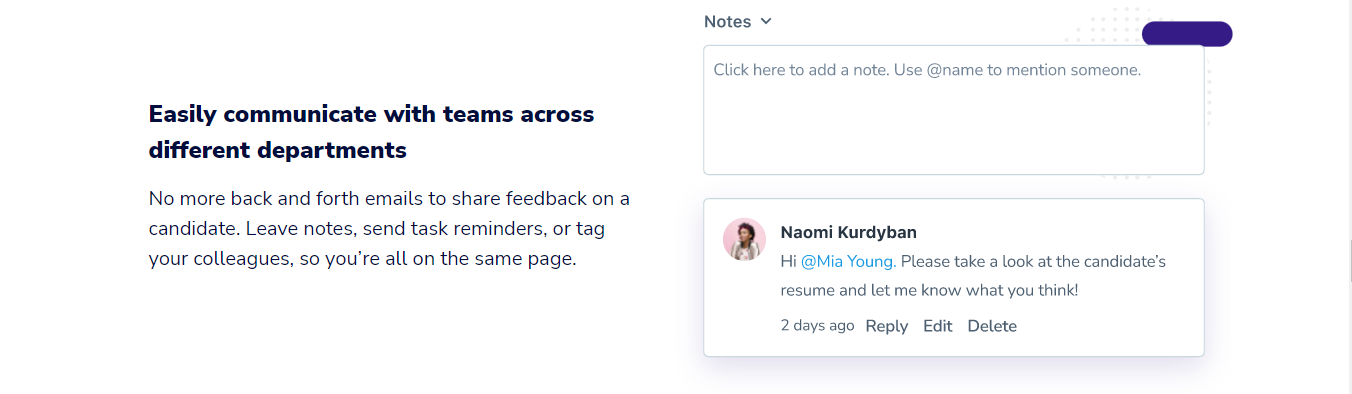 Easily communicate with teams across
different departments
No more back and forth emails to share feedback on a
candidate. Leave notes, send task reminders, or tag
your colleagues, so you’re all on the same page.
Notes
Click here to add a note. Use @name to mention someone.
Naomi Kurdyban
Hi @Mia Young. Please take a look at the candidate’s
resume and let me know what you think!
2 days ago Reply Edit Delete